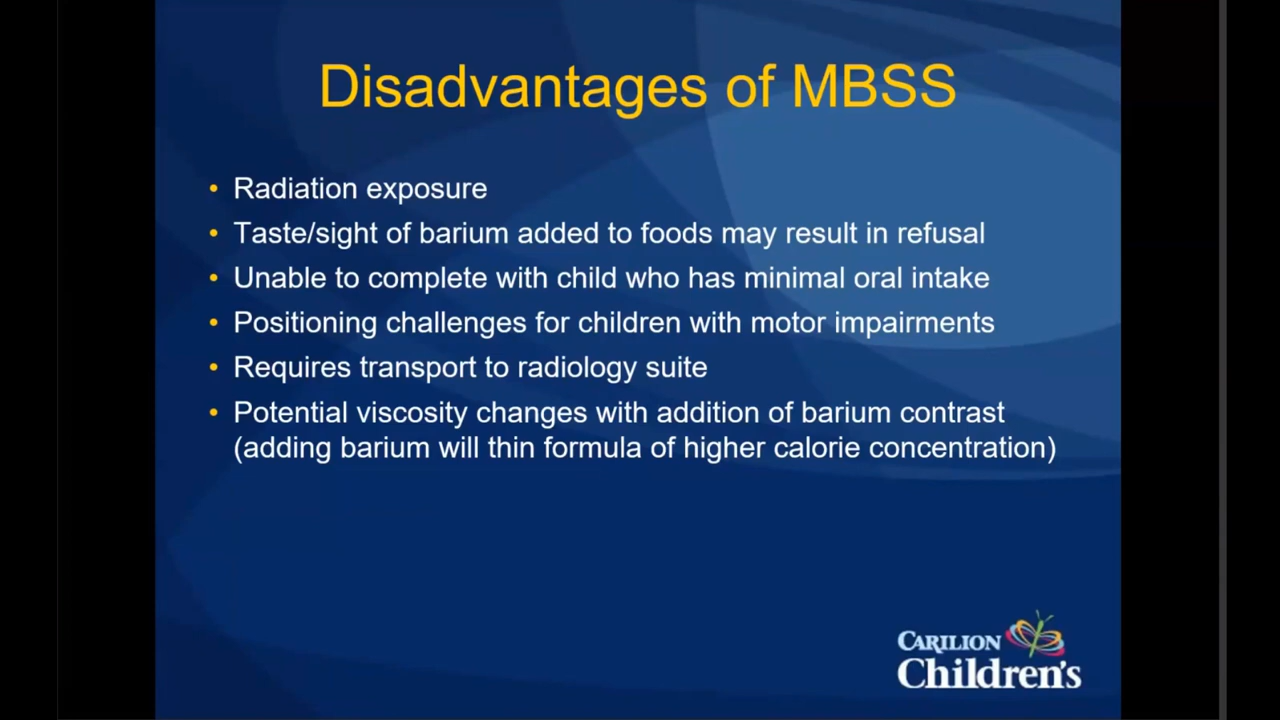 Disadvantages of MBSS
• Radiation exposure
• Taste/sight of barium added to foods may result in refusal
• Unable to complete with child who has minimal oral intake
• Positioning challenges for children with motor impairments
• Requires transport to radiology suite
• Potential viscosity changes with addition of barium contrast
(adding barium will thin formula of higher calorie concentration)
CARILION
Children's